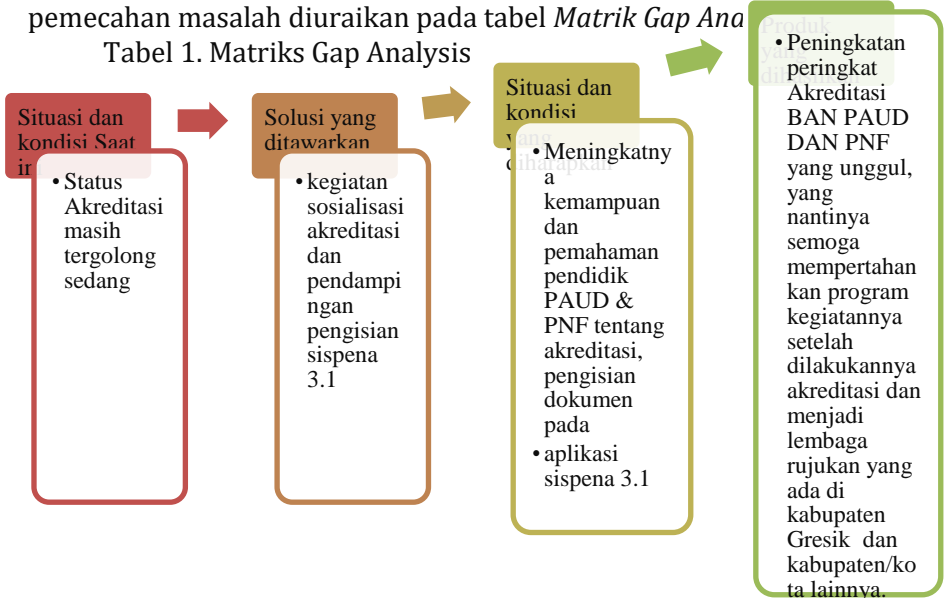 pemecahan masalah diuraikan pada tabel Matrik Gap Ana
Tabel 1. Matriks Gap Analysis
Situasi dan
kondisi Saat
• Status
Akreditasi
masih
tergolong
sedang
Solusi yang
ditawarkan
• kegiatan
sosialisasi
akreditasi
dan
pendampi
ngan
pengisian
sispena
3.1
Situasi dan
kondisi
yang
diharapkan
• Meningkatny
a
kemampuan
dan
pemahaman
pendidik
PAUD &
PNF tentang
akreditasi,
pengisian
dokumen
pada
• aplikasi
sispena 3.1
Produk
yang
• Peningkatan
peringkat
Akreditasi
BAN PAUD
DAN PNF
yang unggul,
yang
nantinya
semoga
mempertahan
kan program
kegiatannya
setelah
dilakukannya
akreditasi dan
menjadi
lembaga
rujukan yang
ada di
kabupaten
Gresik dan
kabupaten/ko
ta lainnya.